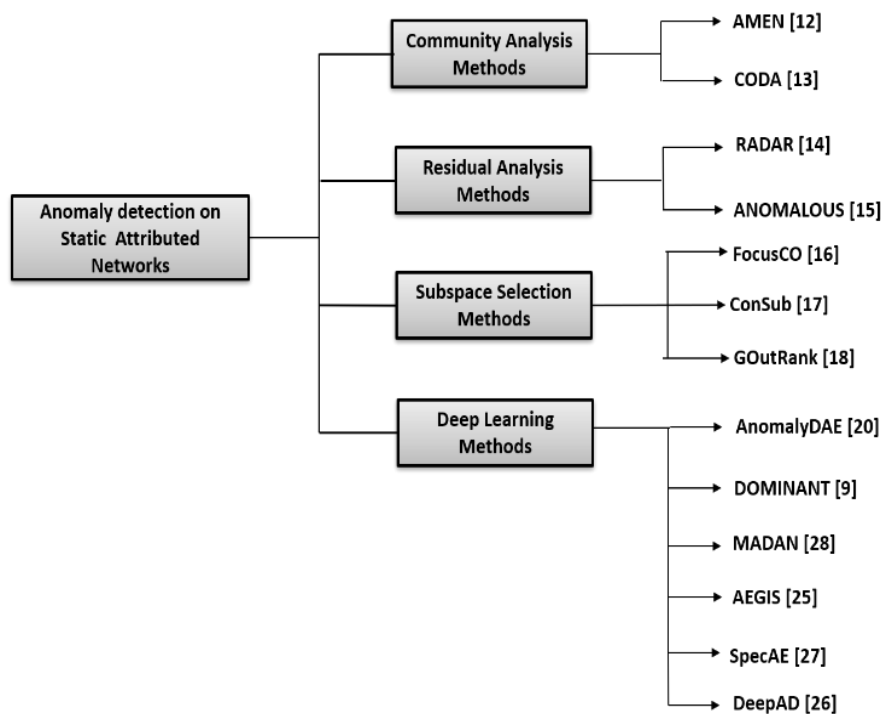 Anomaly detection on
Static Attributed
Networks
Community Analysis
Methods
AMEN [12]
CODA [13]
Residual Analysis
Methods
RADAR [14]
ANOMALOUS [15]
Subspace Selection
Methods
FocusCO [16]
ConSub [17]
GOutRank [18]
Deep Learning
Methods
AnomalyDAE [20]
DOMINANT [9]
MADAN [28]
AEGIS [25]
SpecAE [27]
DeepAD [26]